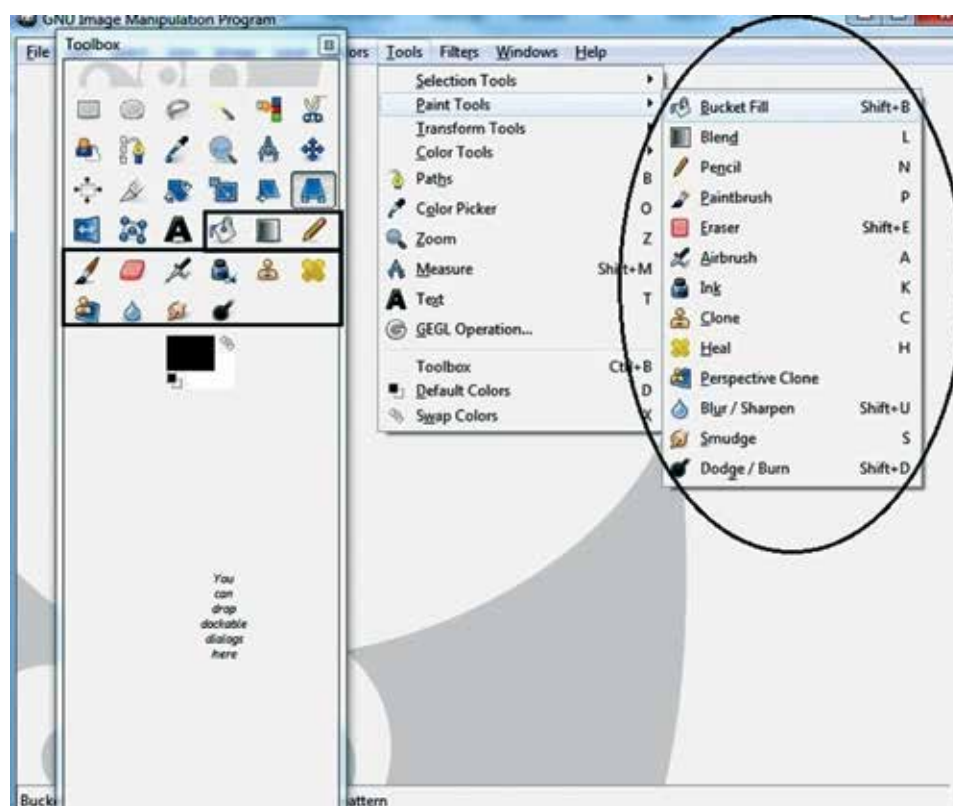 GNU Image Manipulation Program
File
Toolbox
ors Tools Filters Windows Help
Selection Tools
Paint Tools
Transform Tools
Color Tools
Paths B
Color Picker O
Zoom Z
Measure Shift+M
Text T
GEGL Operation...
Toolbox Ctrl+B
Default Colors D
Swap Colors X
Bucket Fill Shift+B
Blend L
Pencil N
Paintbrush P
Eraser Shift+E
Airbrush A
Ink K
Clone C
Heal H
Perspective Clone
Blur / Sharpen Shift+U
Smudge S
Dodge / Burn Shift+D
You
can
drop
dockable
dialogs
here
Bucke
attern